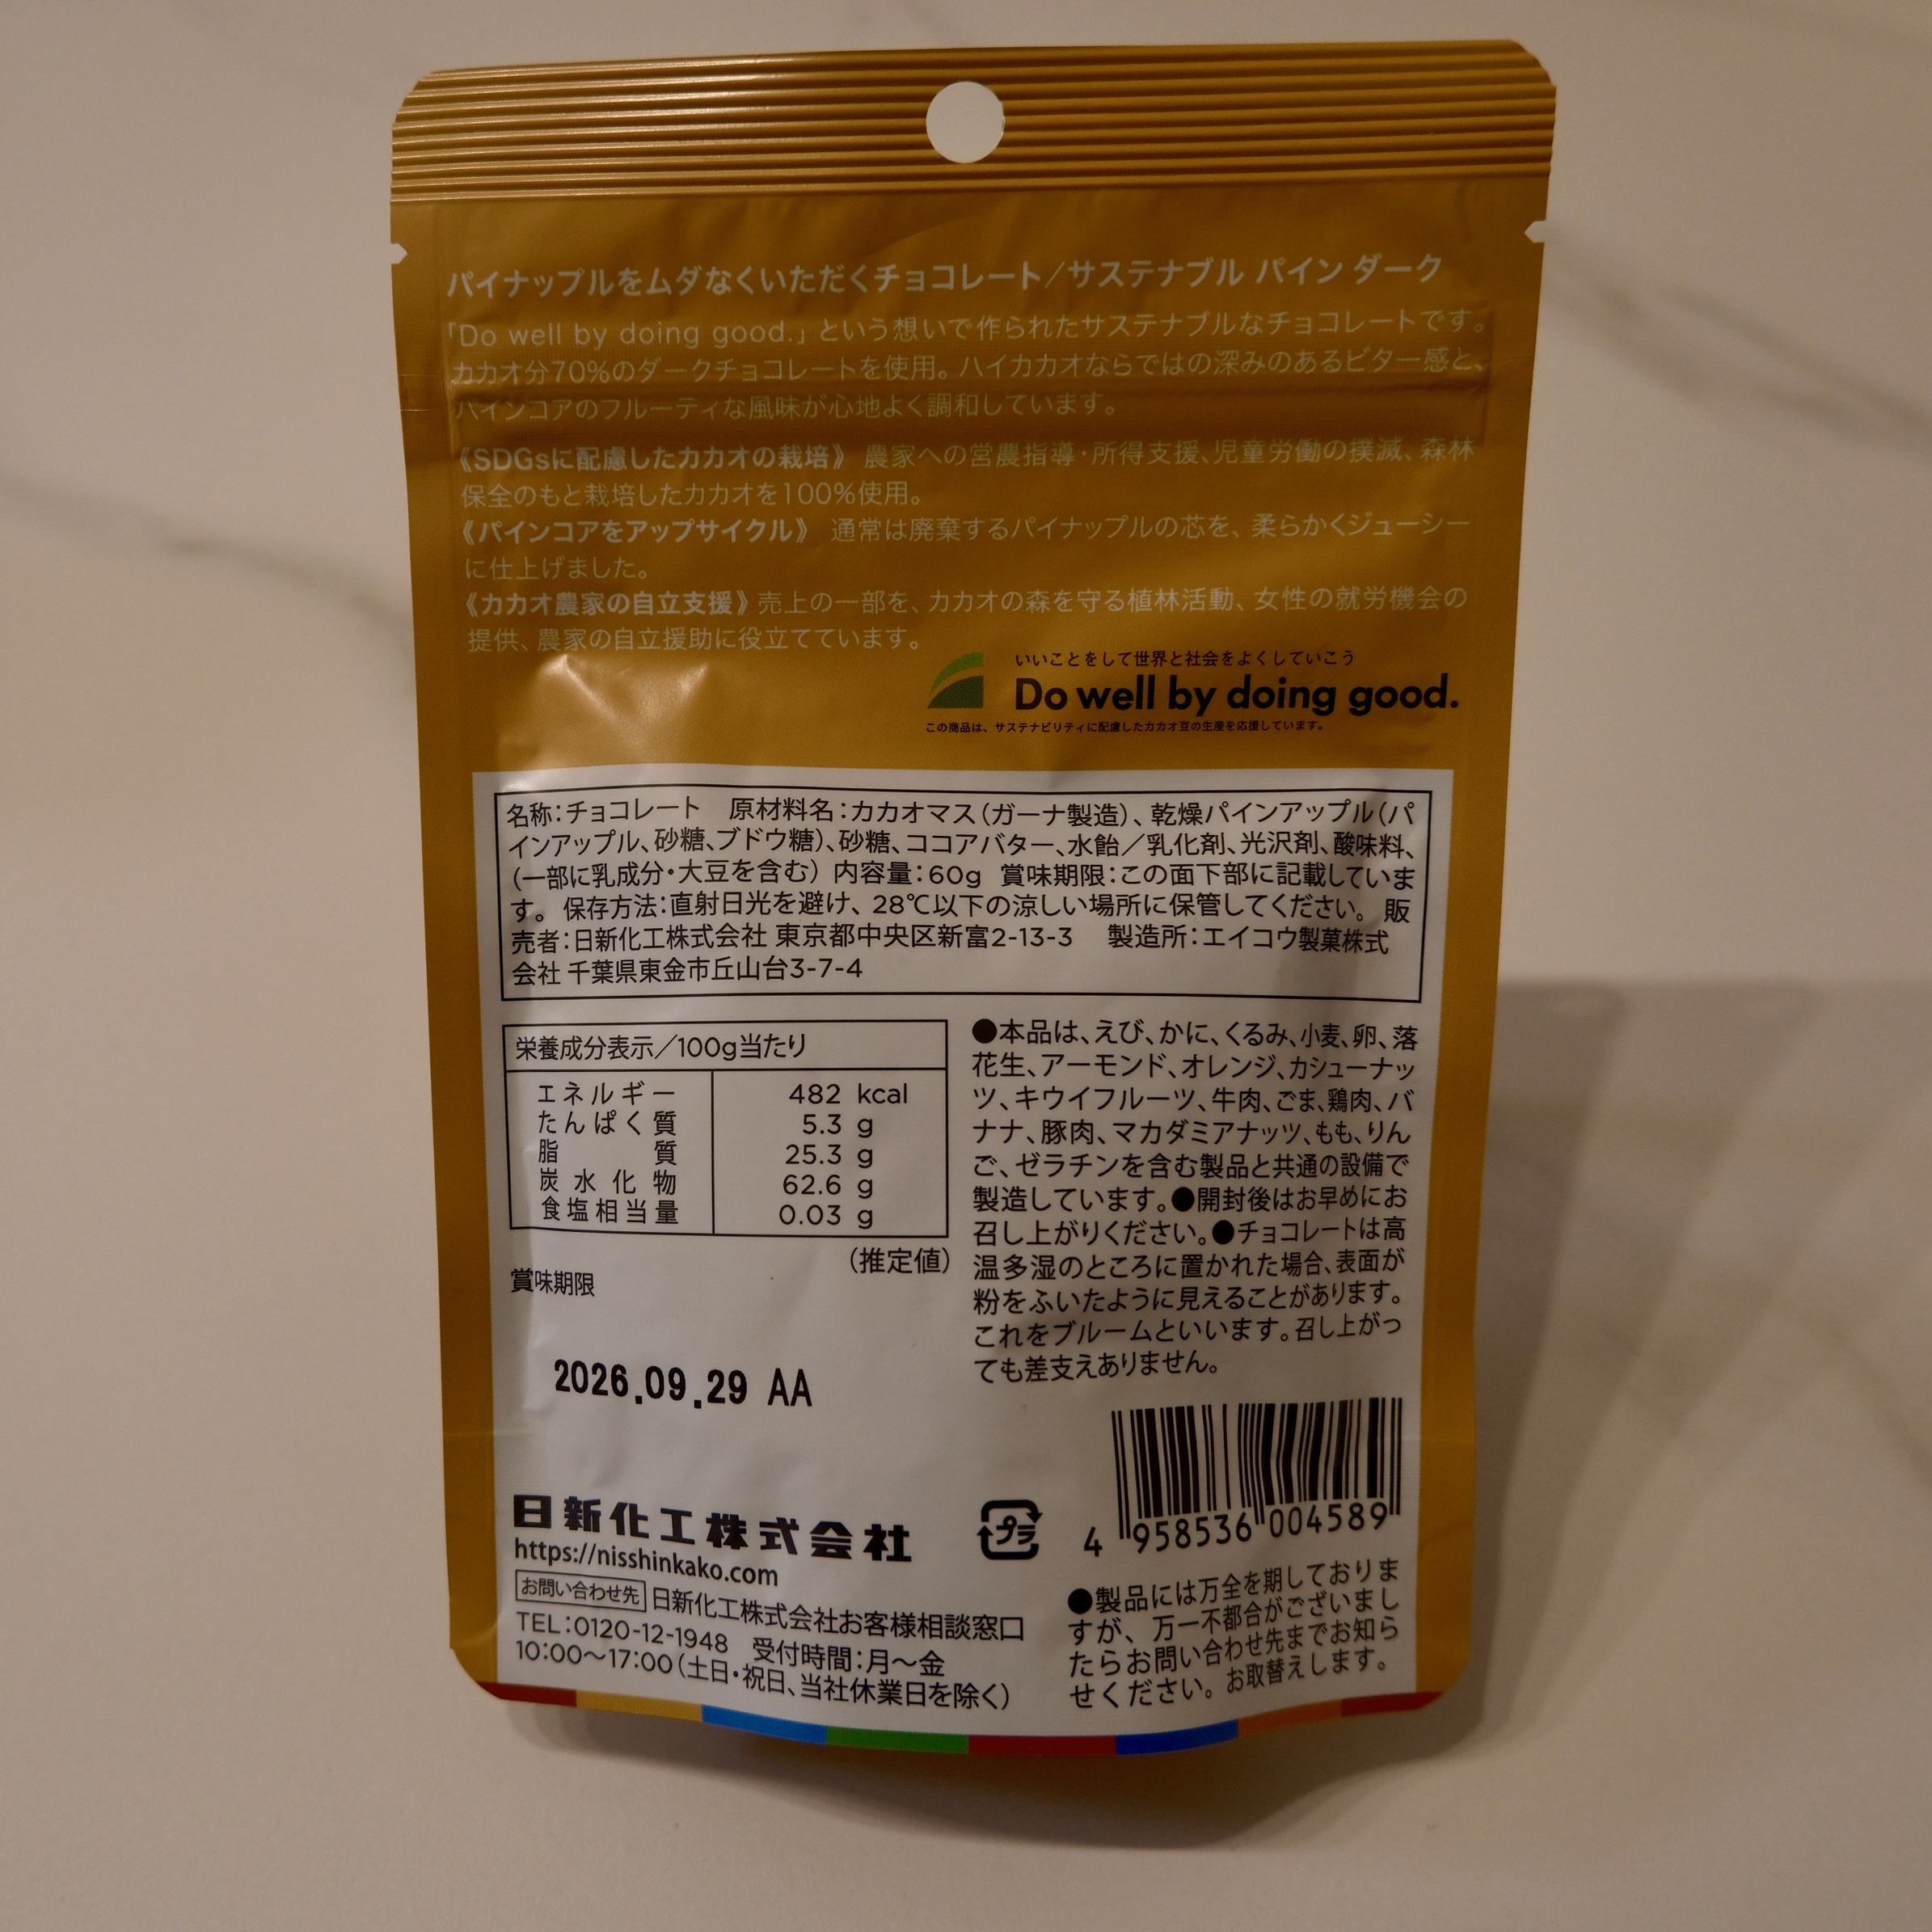 パイナップルをムダなくいただくチョコレート／サステナブル パイン ダーク
「Do well by doing good.」という想いで作られたサステナブルなチョコレートです。
カカオ分70%のダークチョコレートを使用。ハイカカオならではの深みのあるビター感と、
パインコアのフルーティな風味が心地よく調和しています。
《SDGsに配慮したカカオの栽培》 農家への営農指導・所得支援、児童労働の撲滅、森林
保全のもと栽培したカカオを100%使用。
《パインコアをアップサイクル》 通常は廃棄するパイナップルの芯を、柔らかくジューシー
に仕上げました。
《カカオ農家の自立支援》売上の一部を、カカオの森を守る植林活動、女性の就労機会の
提供、農家の自立援助に役立てています。
いいことをして世界と社会をよくしていこう
Do well by doing good.
この商品は、サステナビリティに配慮したカカオ豆の生産を応援しています。
名称：チョコレート 原材料名：カカオマス（ガーナ製造）、乾燥パインアップル（パ
インアップル、砂糖、ブドウ糖）、砂糖、ココアバター、水飴／乳化剤、光沢剤、酸味料、
（一部に乳成分・大豆を含む） 内容量：60g 賞味期限：この面下部に記載していま
す。 保存方法：直射日光を避け、28℃以下の涼しい場所に保管してください。 販
売者：日新化工株式会社 東京都中央区新富2-13-3 製造所：エイコウ製菓株式
会社 千葉県東金市丘山台3-7-4
栄養成分表示／100g当たり
エネルギー 482 kcal
たんぱく質 5.3 g
脂質 25.3 g
炭水化物 62.6 g
食塩相当量 0.03 g
（推定値）
賞味期限
2026.09.29 AA
●本品は、えび、かに、くるみ、小麦、卵、落
花生、アーモンド、オレンジ、カシューナッ
ツ、キウイフルーツ、牛肉、ごま、鶏肉、バ
ナナ、豚肉、マカダミアナッツ、もも、りん
ご、ゼラチンを含む製品と共通の設備で
製造しています。●開封後はお早めにお
召し上がりください。●チョコレートは高
温多湿のところに置かれた場合、表面が
粉をふいたように見えることがあります。
これをブルームといいます。召し上がっ
ても差支えありません。
日新化工株式会社
https://nisshinkako.com
お問い合わせ先 日新化工株式会社お客様相談窓口
TEL：0120-12-1948 受付時間：月～金
10:00～17:00（土日・祝日、当社休業日を除く）
プラ
4 958536 004589
●製品には万全を期しておりま
すが、万一不都合がございまし
たらお問い合わせ先までお知ら
せください。お取替えします。